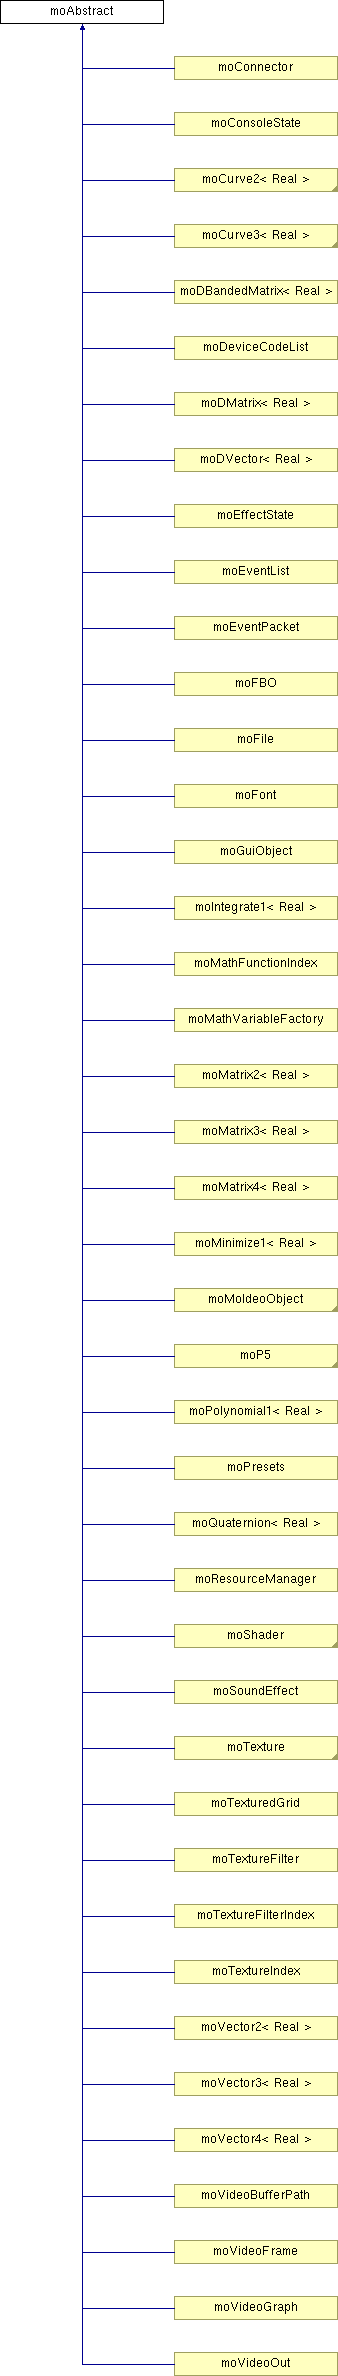 moAbstract
moConnector
moConsoleState
moCurve2< Real >
moCurve3< Real >
moDBandedMatrix< Real >
moDeviceCodeList
moDMatrix< Real >
moDVector< Real >
moEffectState
moEventList
moEventPacket
moFBO
moFile
moFont
moGuiObject
moIntegrate1< Real >
moMathFunctionIndex
moMathVariableFactory
moMatrix2< Real >
moMatrix3< Real >
moMatrix4< Real >
moMinimize1< Real >
moMoldeoObject
moP5
moPolynomial1< Real >
moPresets
moQuaternion< Real >
moResourceManager
moShader
moSoundEffect
moTexture
moTexturedGrid
moTextureFilter
moTextureFilterIndex
moTextureIndex
moVector2< Real >
moVector3< Real >
moVector4< Real >
moVideoBufferPath
moVideoFrame
moVideoGraph
moVideoOut